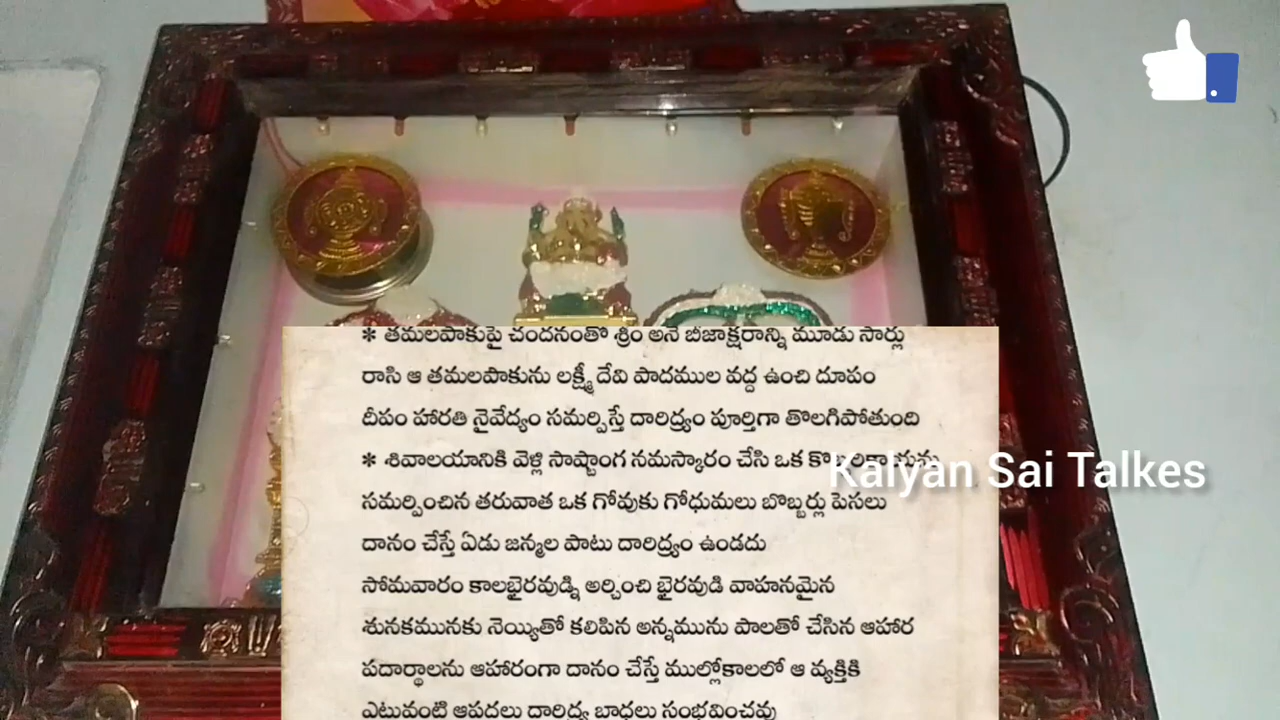 * తమలపాకుపై చందనంతో శ్రీం అనే బీజాక్షరాన్ని మూడు సార్లు
రాసి ఆ తమలపాకును లక్ష్మీ దేవి పాదముల వద్ద ఉంచి దూపం
దీపం హారతి నైవేద్యం సమర్పిస్తే దారిద్ర్యం పూర్తిగా తొలగిపోతుంది
* శివాలయానికి వెళ్లి సాష్టాంగ నమస్కారం చేసి ఒక
Kalyan Sai Talkes
సమర్పించిన తరువాత ఒక గోవుకు గోధుమలు బొబ్బర్లు పెసలు
దానం చేస్తే ఏడు జన్మల పాటు దారిద్ర్యం ఉండదు
సోమవారం కాలభైరవుడ్ని అర్చించి భైరవుడి వాహనమైన
శునకమునకు నెయ్యితో కలిపిన అన్నమును పాలతో చేసిన ఆహార
పదార్థాలను ఆహారంగా దానం చేస్తే ముల్లోకాలలో ఆ వ్యక్తికి
ఎటువంటి ఆపదలు దారిద్ర్య బాధలు సంభవించవు